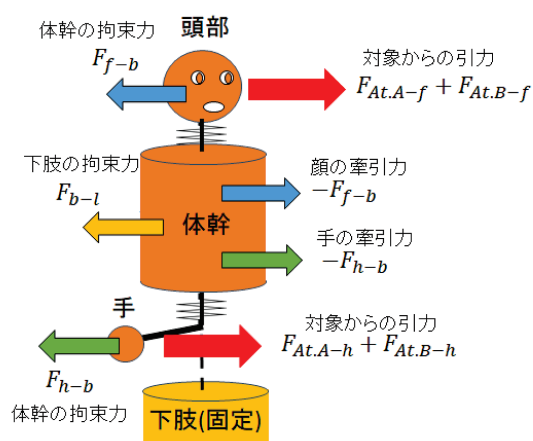 頭部
体幹の拘束力
F_{f-b}
対象からの引力
F_{At.A-f} + F_{At.B-f}
下肢の拘束力
F_{b-l}
体幹
顔の牽引力
-F_{f-b}
手の牽引力
-F_{h-b}
手
対象からの引力
F_{At.A-h} + F_{At.B-h}
F_{h-b}
体幹の拘束力
下肢(固定)